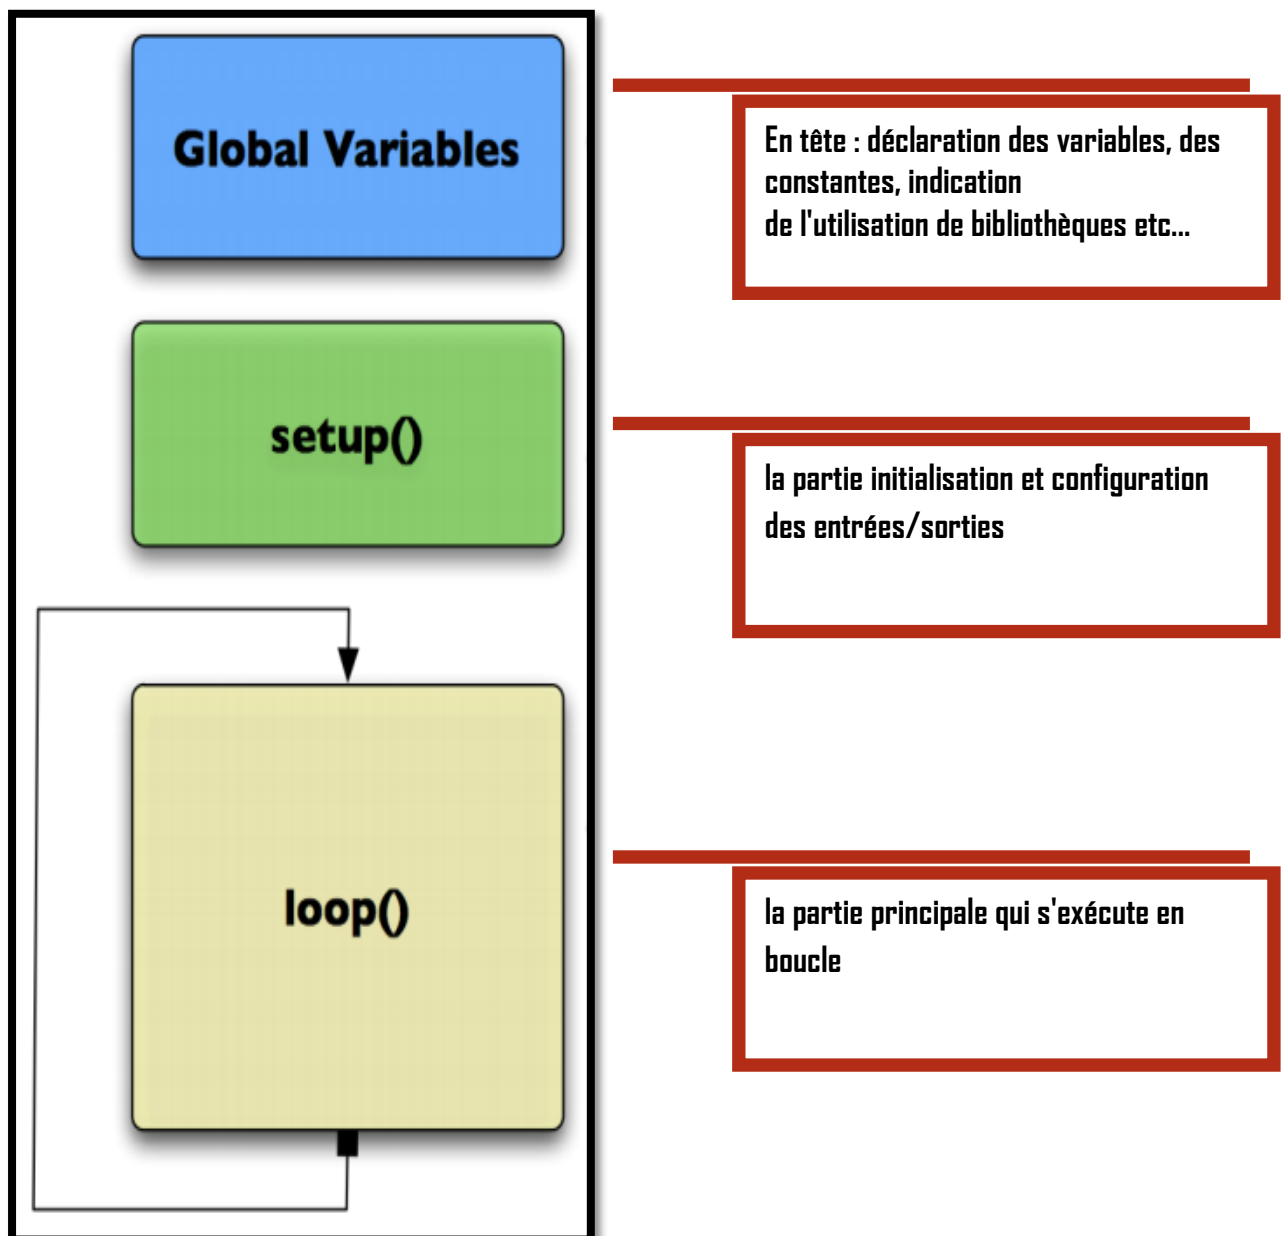 Global Variables
En tête : déclaration des variables, des
constantes, indication
de l'utilisation de bibliothèques etc...
setup()
la partie initialisation et configuration
des entrées/sorties
loop()
la partie principale qui s'exécute en
boucle